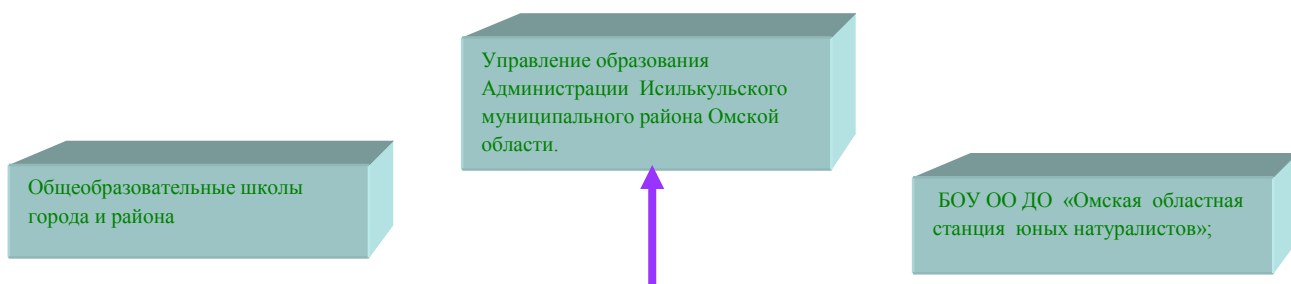 Управление образования
Администрации Исилькульского
муниципального района Омской
области.
Общеобразовательные школы
города и района
БОУ ОО ДО «Омская областная
станция юных натуралистов»;